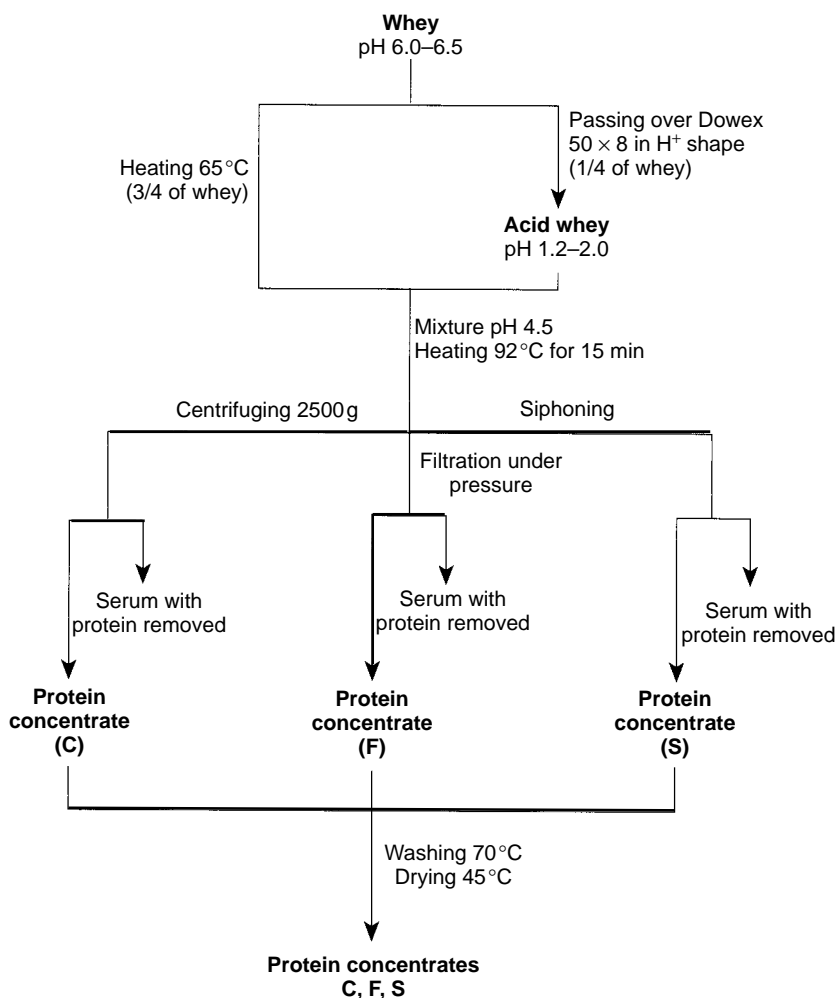 Whey
pH 6.0–6.5
Heating 65°C
(3/4 of whey)
Passing over Dowex
50 × 8 in H⁺ shape
(1/4 of whey)
Acid whey
pH 1.2–2.0
Mixture pH 4.5
Heating 92°C for 15 min
Centrifuging 2500g
Siphoning
Filtration under
pressure
Serum with
protein removed
Serum with
protein removed
Serum with
protein removed
Protein
concentrate
(C)
Protein
concentrate
(F)
Protein
concentrate
(S)
Washing 70°C
Drying 45°C
Protein concentrates
C, F, S